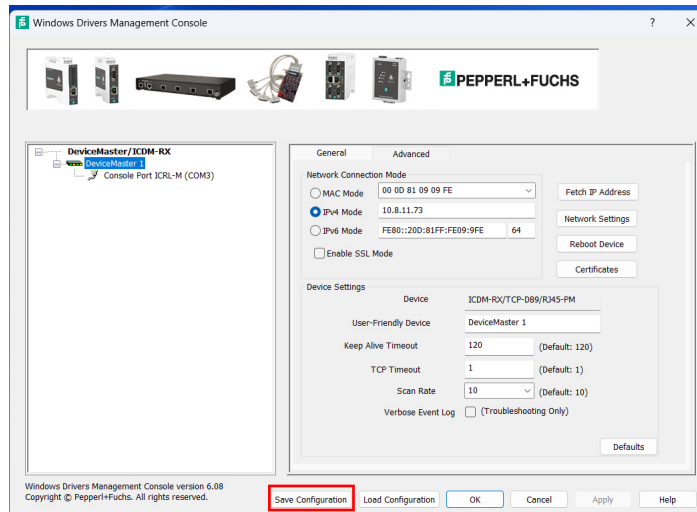 Windows Drivers Management Console
PEPPERL+FUCHS
DeviceMaster/ICDM-RX
DeviceMaster 1
Console Port ICRL-M (COM3)
General Advanced
Network Connection Mode
MAC Mode 00 0D 81 09 09 FE Fetch IP Address
IPv4 Mode 10.8.11.73 Network Settings
IPv6 Mode FE80::20D:81FF:FE09:9FE 64
Reboot Device
Enable SSL Mode
Certificates
Device Settings
Device ICDM-RX/TCP-DB9/RJ45-PM
User-Friendly Device DeviceMaster 1
Keep Alive Timeout 120 (Default: 120)
TCP Timeout 1 (Default: 1)
Scan Rate 10 (Default: 10)
Verbose Event Log (Troubleshooting Only)
Defaults
Windows Drivers Management Console version 6.08
Copyright © Pepperl+Fuchs. All rights reserved.
Save Configuration Load Configuration OK Cancel Apply Help